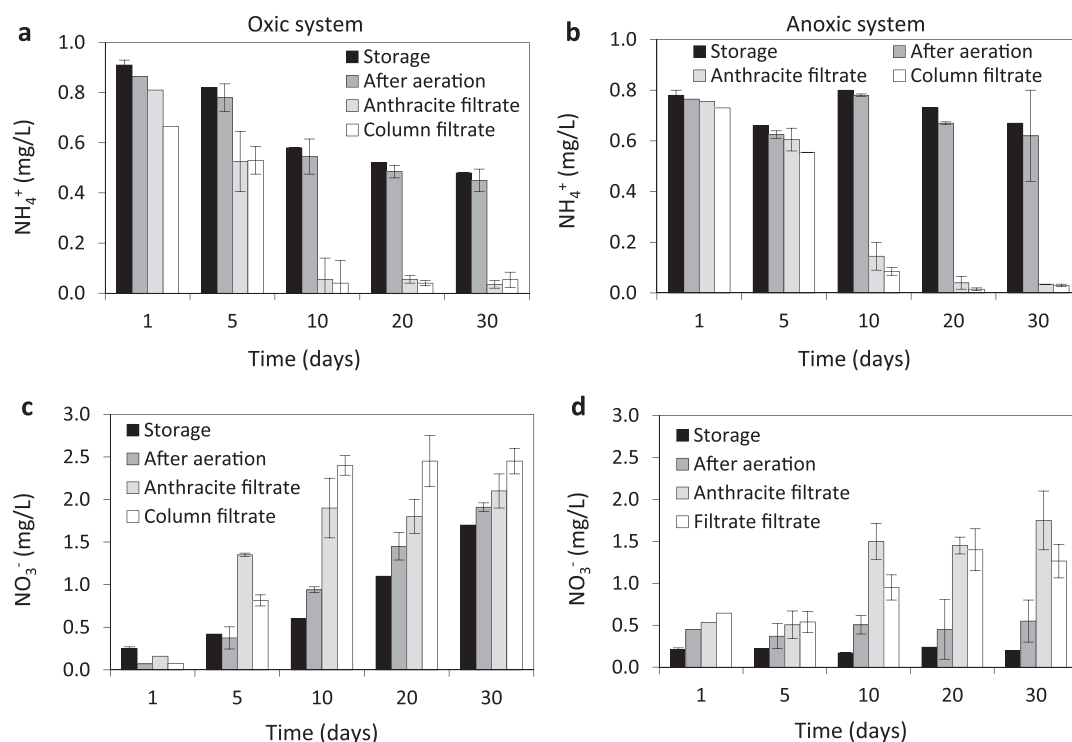 a
Oxic system
1.0
0.8
0.6
0.4
0.2
0.0
NH₄⁺ (mg/L)
Storage
After aeration
Anthracite filtrate
Column filtrate
1 5 10 20 30
Time (days)
b
Anoxic system
1.0
0.8
0.6
0.4
0.2
0.0
NH₄⁺ (mg/L)
Storage After aeration
Anthracite filtrate Column filtrate
1 5 10 20 30
Time (days)
c
3.0
2.5
2.0
1.5
1.0
0.5
0.0
NO₃⁻ (mg/L)
Storage
After aeration
Anthracite filtrate
Column filtrate
1 5 10 20 30
Time (days)
d
3.0
2.5
2.0
1.5
1.0
0.5
0.0
NO₃⁻ (mg/L)
Storage
After aeration
Anthracite filtrate
Filtrate filtrate
1 5 10 20 30
Time (days)